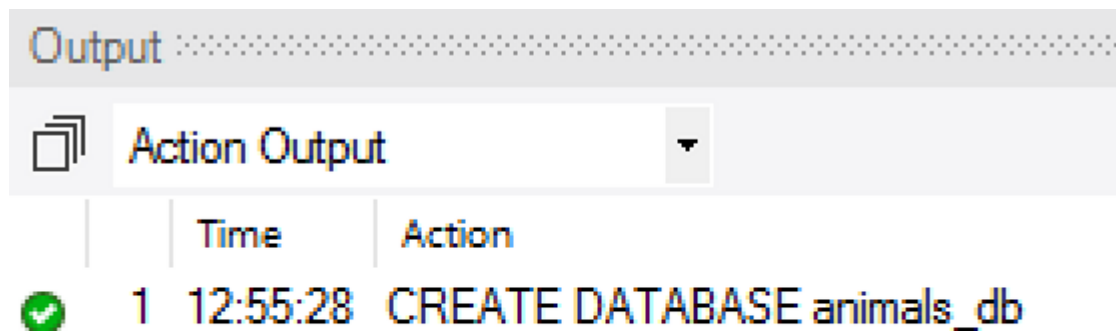 Output
Action Output
Time Action
1 12:55:28 CREATE DATABASE animals_db